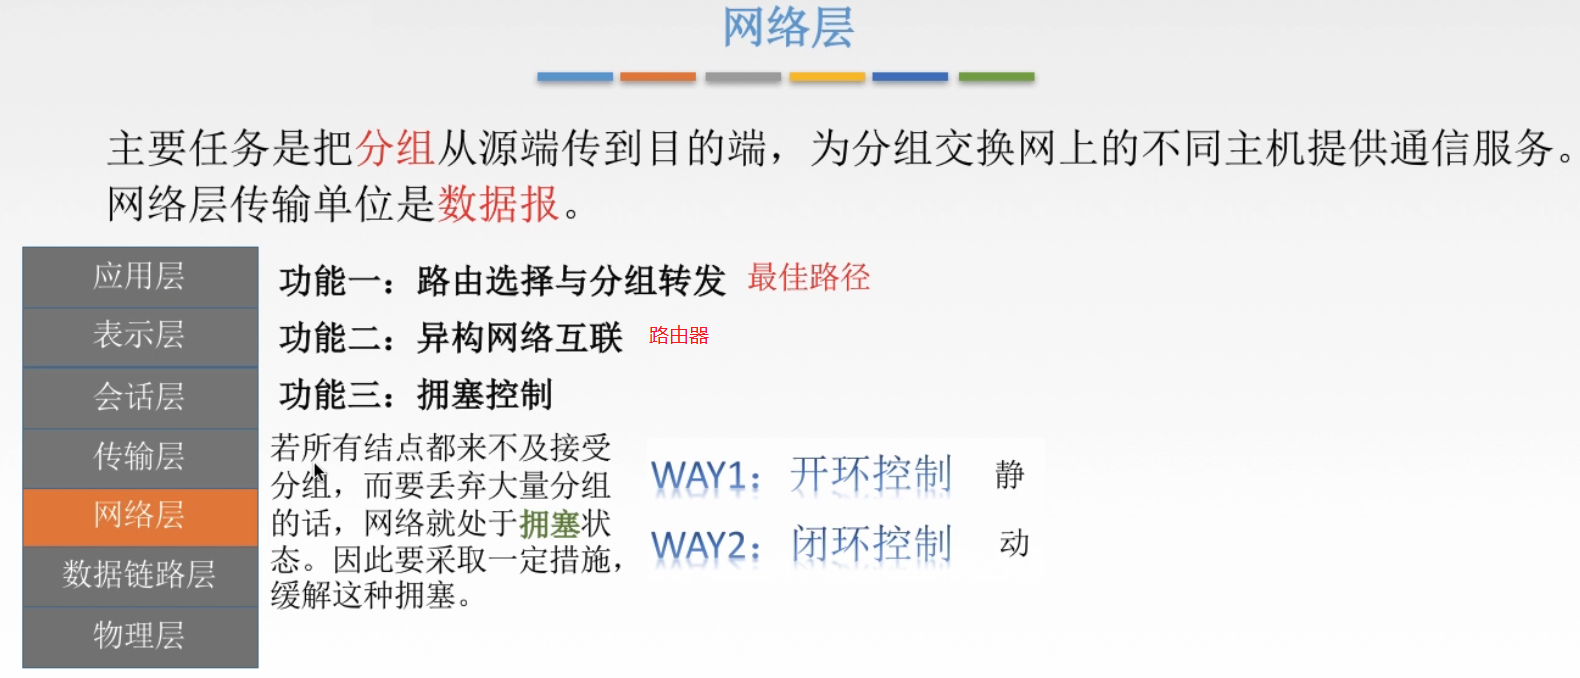 网络层
主要任务是把分组从源端传到目的端，为分组交换网上的不同主机提供通信服务。
网络层传输单位是数据报。
应用层
表示层
会话层
传输层
网络层
数据链路层
物理层
功能一：路由选择与分组转发 最佳路径
功能二：异构网络互联 路由器
功能三：拥塞控制
若所有结点都来不及接受
分组，而要丢弃大量分组
的话，网络就处于拥塞状
态。因此要采取一定措施，
缓解这种拥塞。
WAY1：开环控制 静
WAY2：闭环控制 动